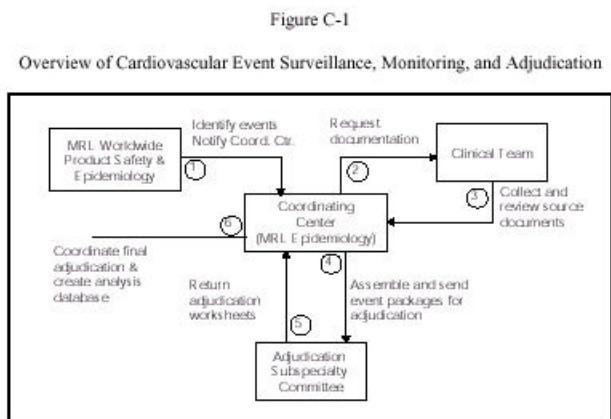 Figure C-1
Overview of Cardiovascular Event Surveillance, Monitoring, and Adjudication
Identify events
Notify Coord. Ctr.
Request
documentation
MRL Worldwide
Product Safety &
Epidemiology
1
2
Clinical Team
3
Collect and
review source
documents
Coordinating
Center
(MRL Epidemiology)
6
4
Coordinate final
adjudication &
create analysis
database
Return
adjudication
worksheets
Assemble and send
event packages for
adjudication
5
Adjudication
Subspecialty
Committee